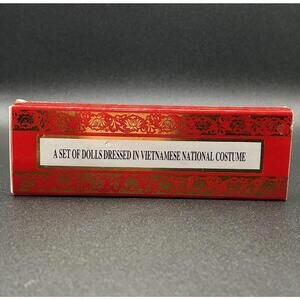 A SET OF DOLLS DRESSED IN VIETNAMESE NATIONAL COSTUME